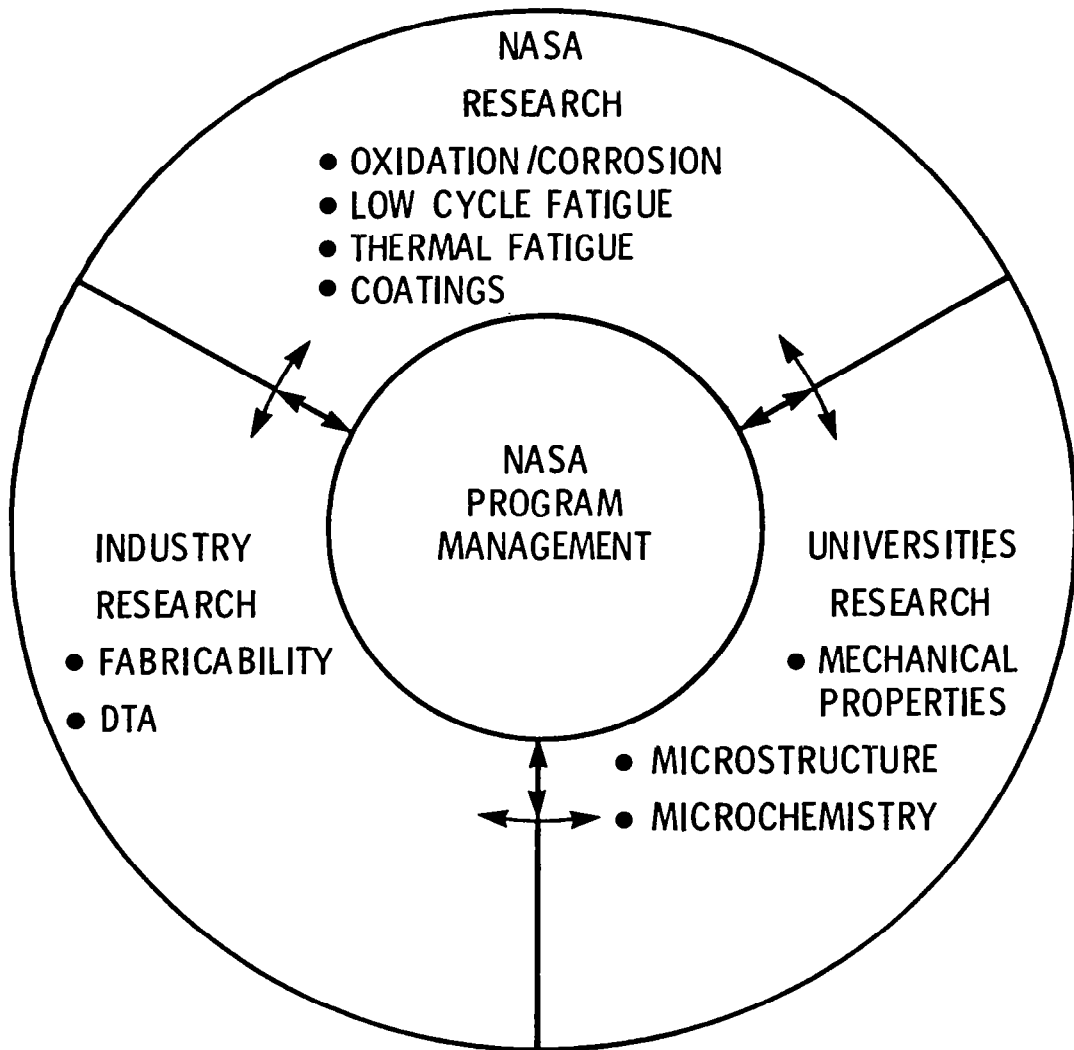 NASA
RESEARCH
• OXIDATION/CORROSION
• LOW CYCLE FATIGUE
• THERMAL FATIGUE
• COATINGS
NASA
PROGRAM
MANAGEMENT
INDUSTRY
RESEARCH
• FABRICABILITY
• DTA
UNIVERSITIES
RESEARCH
• MECHANICAL
PROPERTIES
• MICROSTRUCTURE
• MICROCHEMISTRY